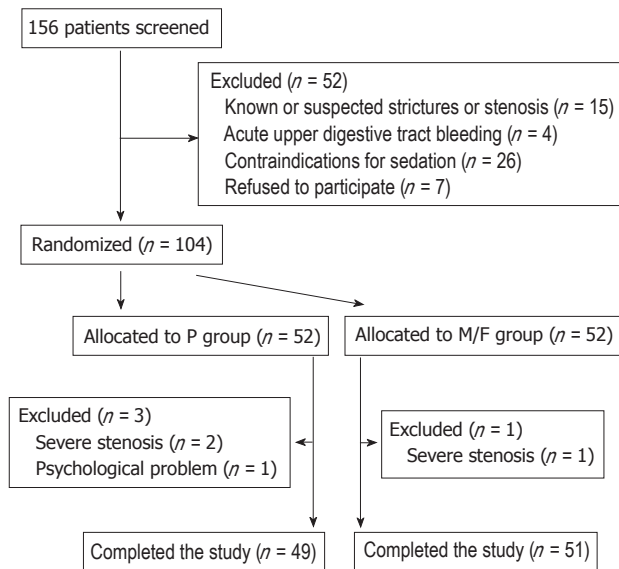 156 patients screened
Excluded (n = 52)
Known or suspected strictures or stenosis (n = 15)
Acute upper digestive tract bleeding (n = 4)
Contraindications for sedation (n = 26)
Refused to participate (n = 7)
Randomized (n = 104)
Allocated to P group (n = 52)
Allocated to M/F group (n = 52)
Excluded (n = 3)
Severe stenosis (n = 2)
Psychological problem (n = 1)
Excluded (n = 1)
Severe stenosis (n = 1)
Completed the study (n = 49)
Completed the study (n = 51)